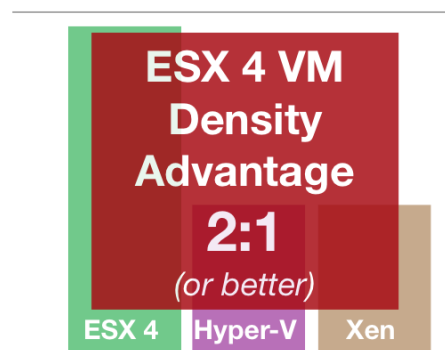 ESX 4 VM
Density
Advantage
2:1
(or better)
ESX 4 Hyper-V Xen